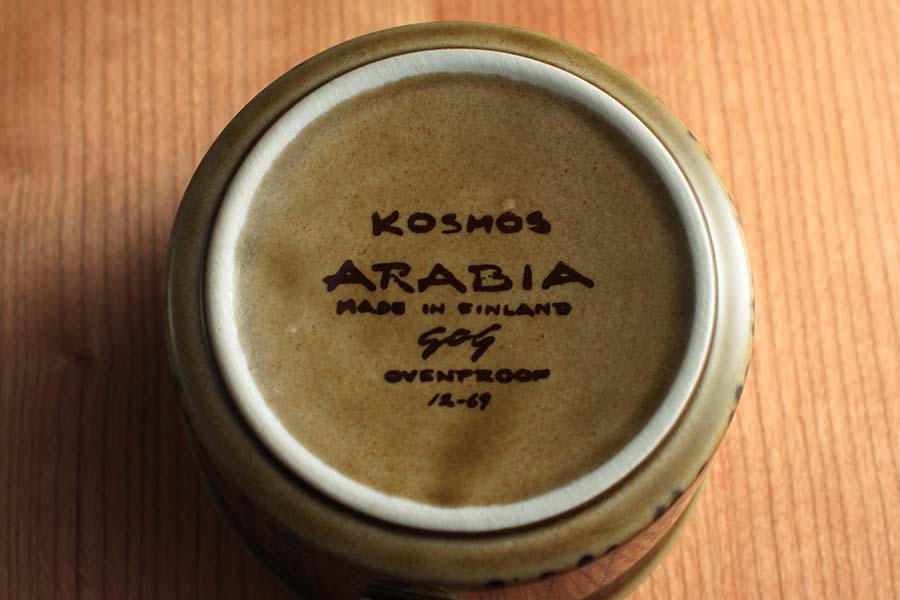 KOSMOS
ARABIA
MADE IN FINLAND
GOG
OVENPROOF
12-69